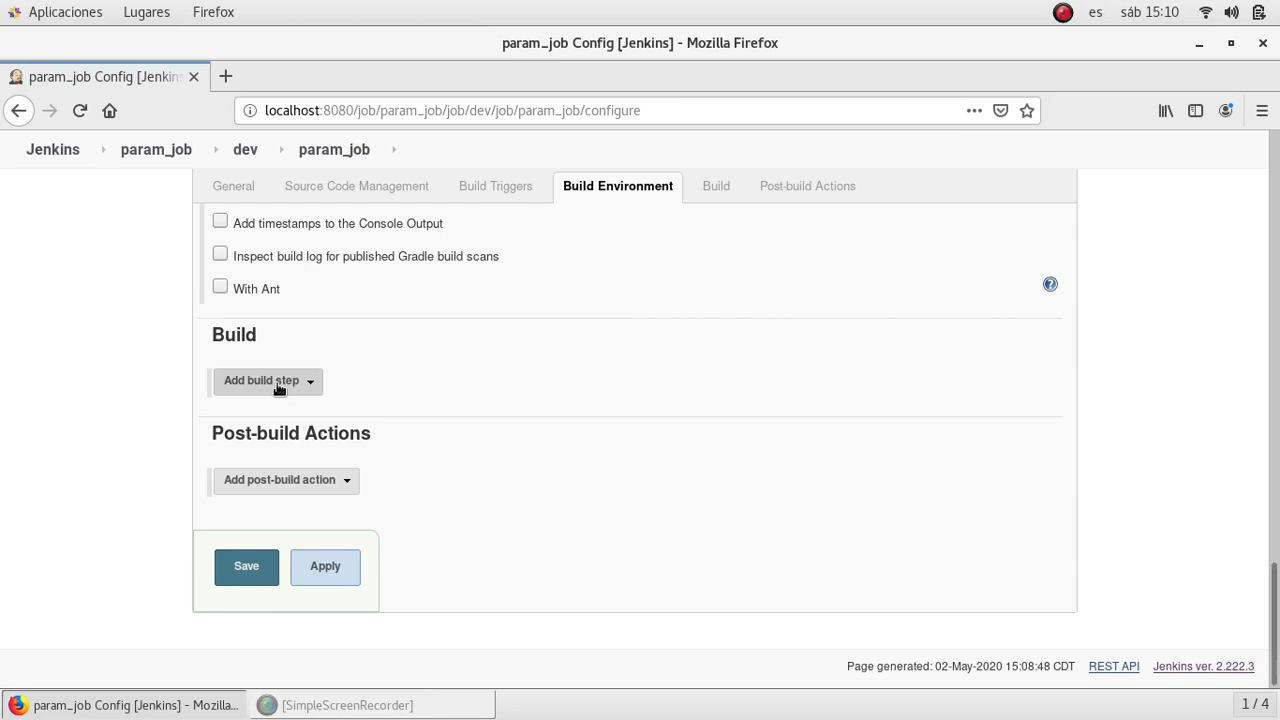 Aplicaciones Lugares Firefox es sáb 15:10
param_job Config [Jenkins] - Mozilla Firefox
param_job Config [Jenkins
localhost:8080/job/param_job/job/dev/job/param_job/configure
Jenkins param_job dev param_job
General Source Code Management Build Triggers Build Environment Build Post-build Actions
Add timestamps to the Console Output
Inspect build log for published Gradle build scans
With Ant
Build
Add build step
Post-build Actions
Add post-build action
Save Apply
Page generated: 02-May-2020 15:08:48 CDT REST API Jenkins ver. 2.222.3
param_job Config [Jenkins] - Mozilla... [SimpleScreenRecorder] 1 / 4